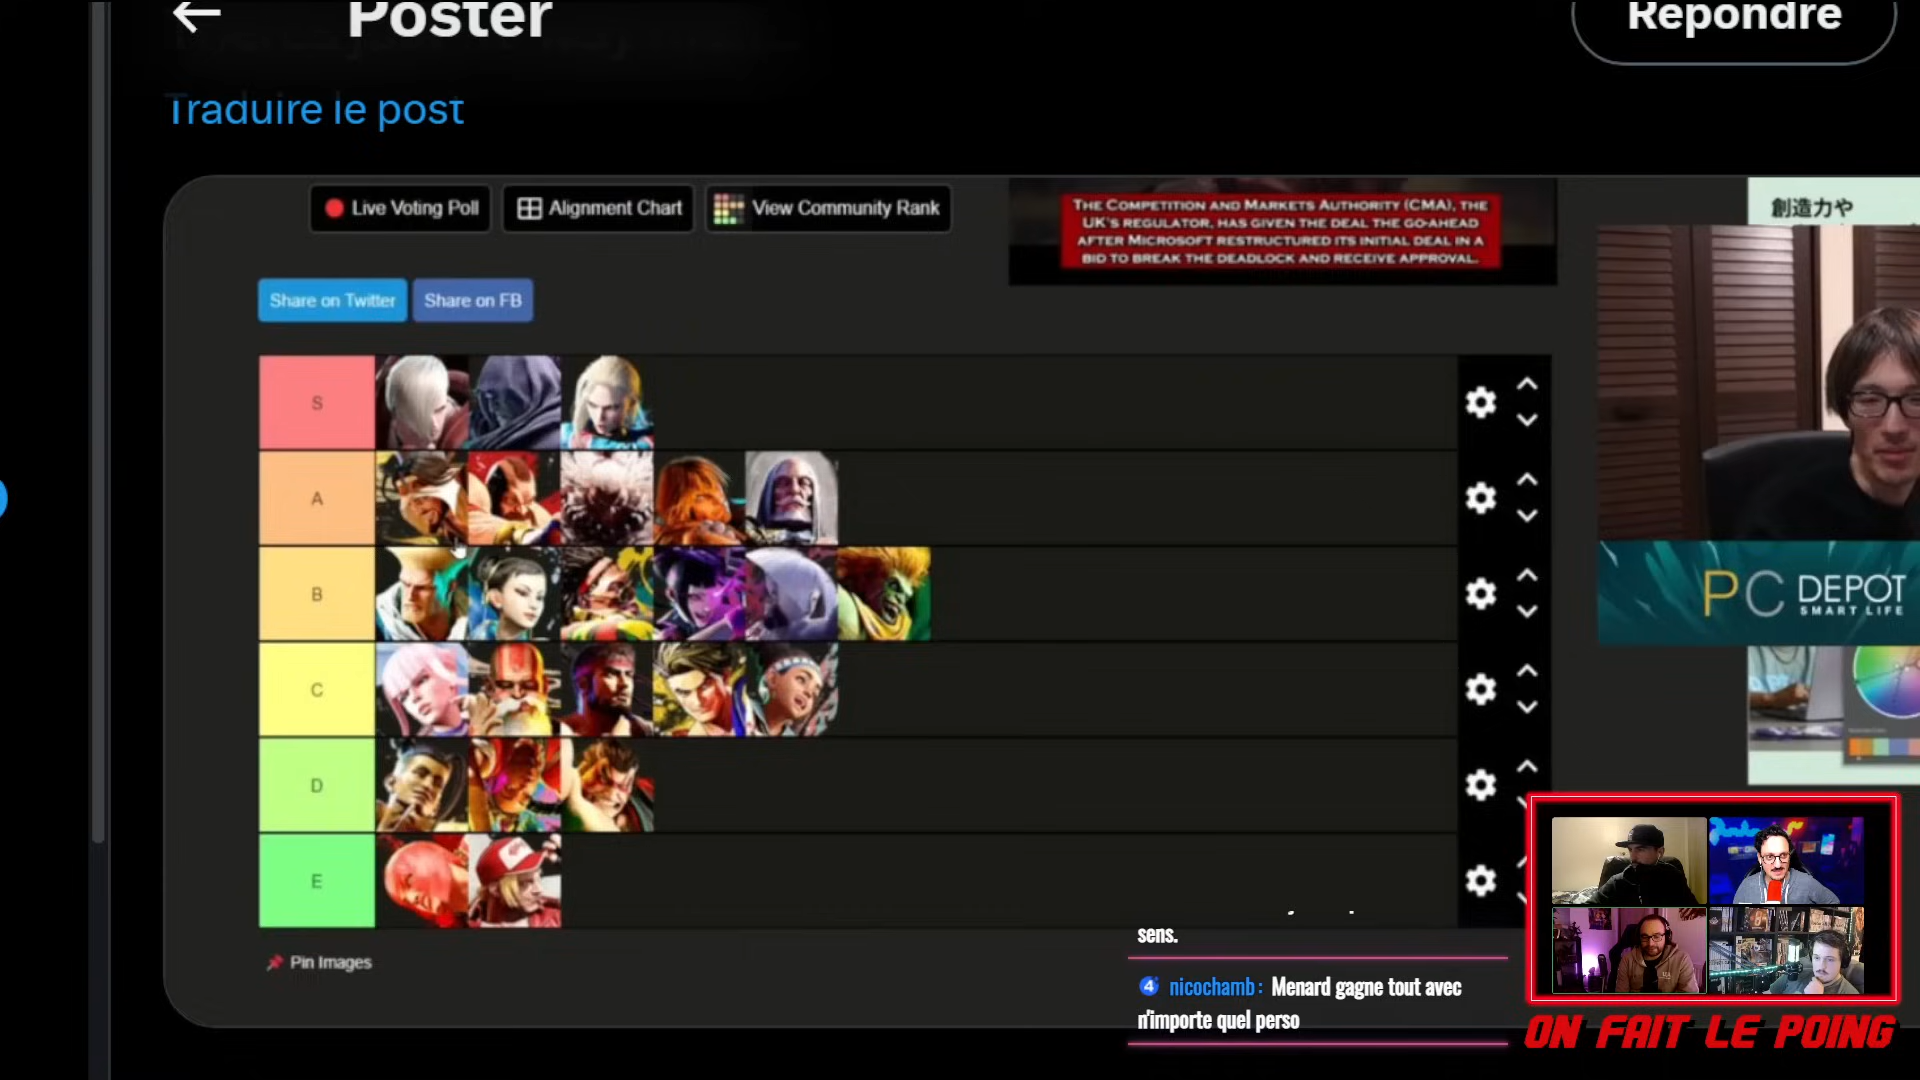 Poster
Répondre
Traduire le post
Live Voting Poll
Alignment Chart
View Community Rank
THE COMPETITION AND MARKETS AUTHORITY (CMA), THE
UK'S REGULATOR, HAS GIVEN THE DEAL THE GO-AHEAD
AFTER MICROSOFT RESTRUCTURED ITS INITIAL DEAL IN A
BID TO BREAK THE DEADLOCK AND RECEIVE APPROVAL.
創造力や
Share on Twitter
Share on FB
S
A
B
C
D
E
PC DEPOT
SMART LIFE
Pin Images
sens.
4 nicochamb : Menard gagne tout avec
n'importe quel perso
ON FAIT LE POING